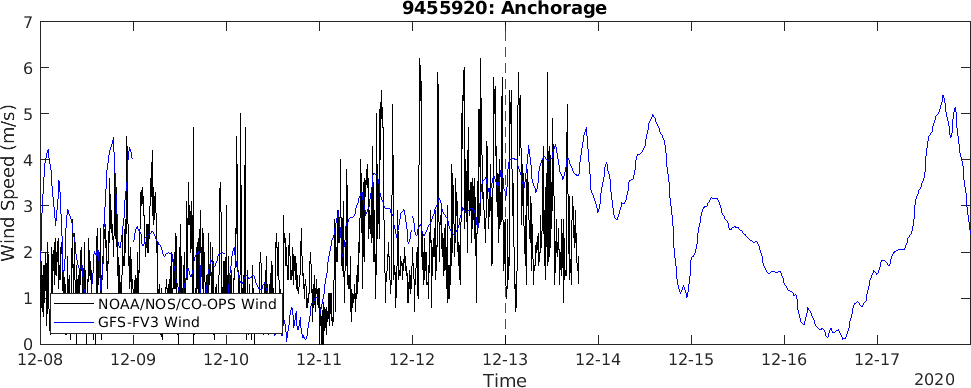 9455920: Anchorage
Wind Speed (m/s)
7
6
5
4
3
2
1
0
NOAA/NOS/CO-OPS Wind
GFS-FV3 Wind
12-08 12-09 12-10 12-11 12-12 12-13 12-14 12-15 12-16 12-17
Time
2020